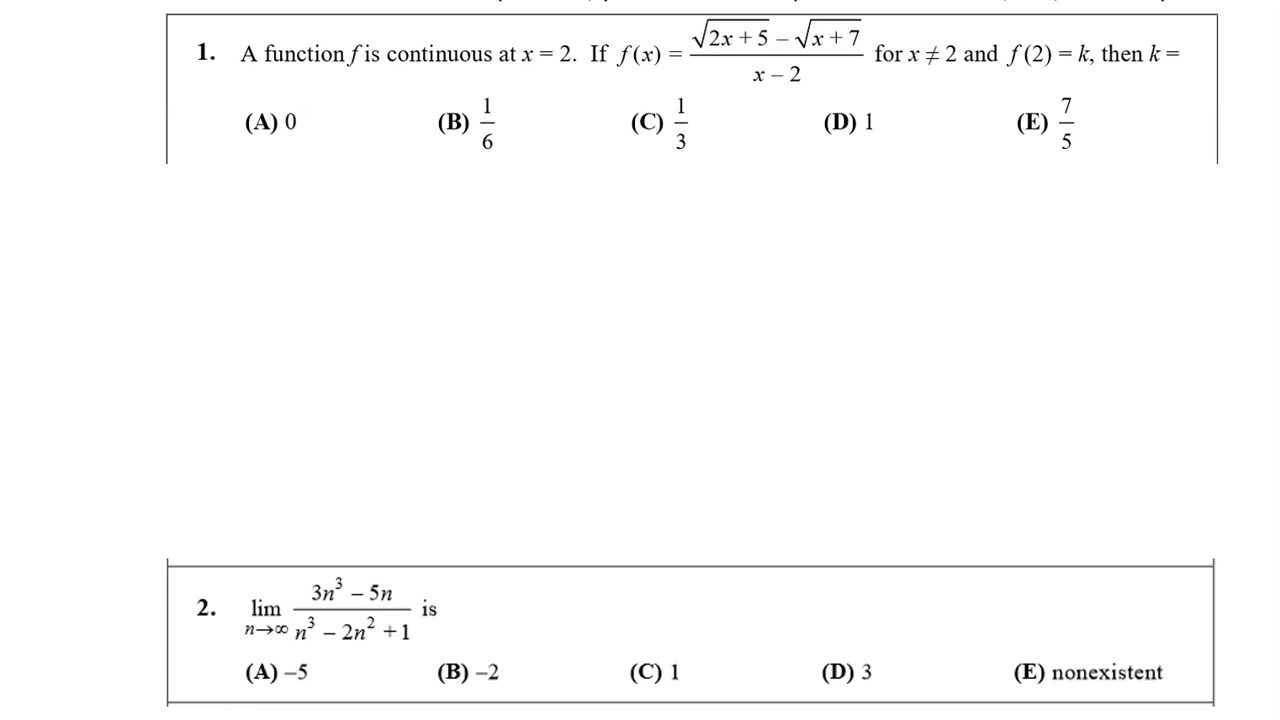 1. A function f is continuous at x = 2. If f(x) = (√(2x + 5) – √(x + 7))/(x – 2) for x ≠ 2 and f(2) = k, then k =
(A) 0 (B) 1/6 (C) 1/3 (D) 1 (E) 7/5
2. lim n→∞ (3n³ – 5n)/(n³ – 2n² + 1) is
(A) –5 (B) –2 (C) 1 (D) 3 (E) nonexistent